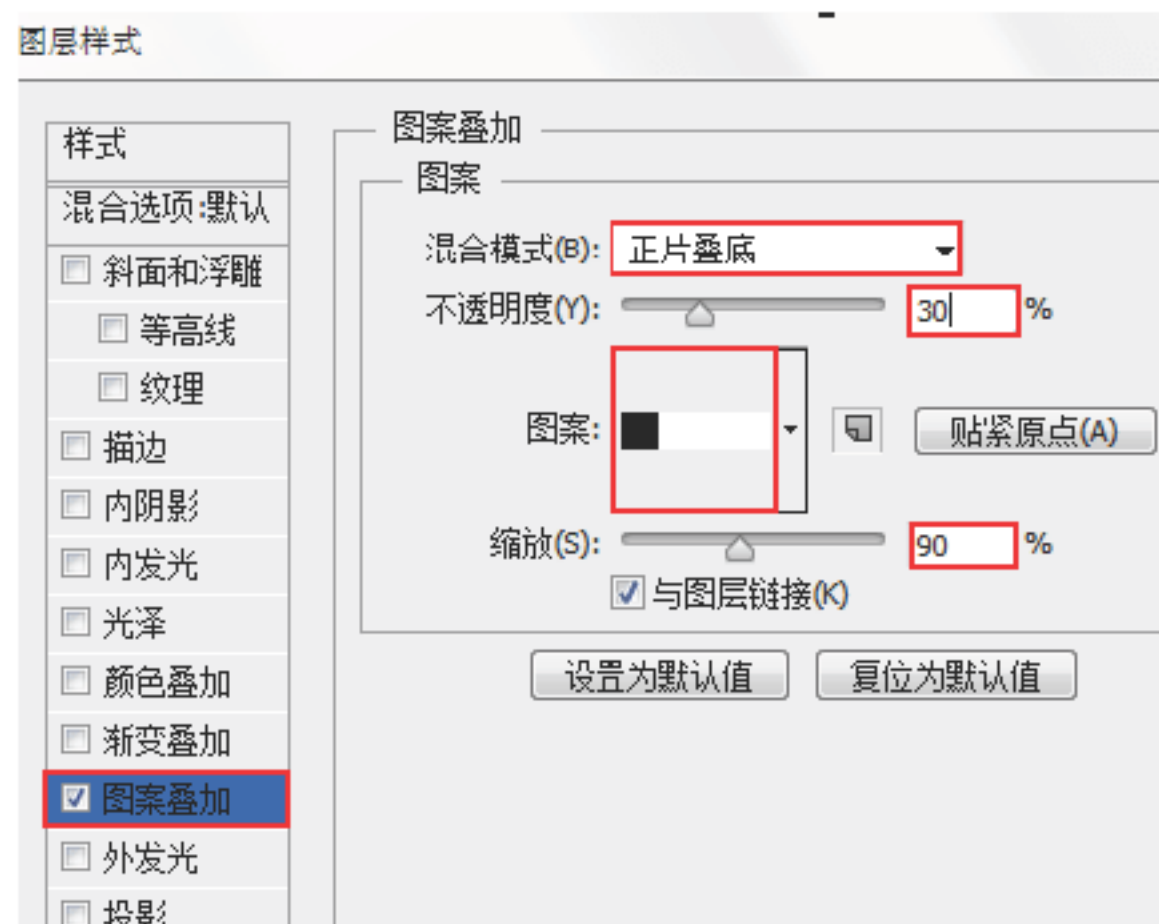 图层样式
样式
混合选项:默认
斜面和浮雕
等高线
纹理
描边
内阴影
内发光
光泽
颜色叠加
渐变叠加
图案叠加
外发光
投影
图案叠加
图案
混合模式(B): 正片叠底
不透明度(Y): 30 %
图案: 贴紧原点(A)
缩放(S): 90 %
与图层链接(K)
设置为默认值 复位为默认值